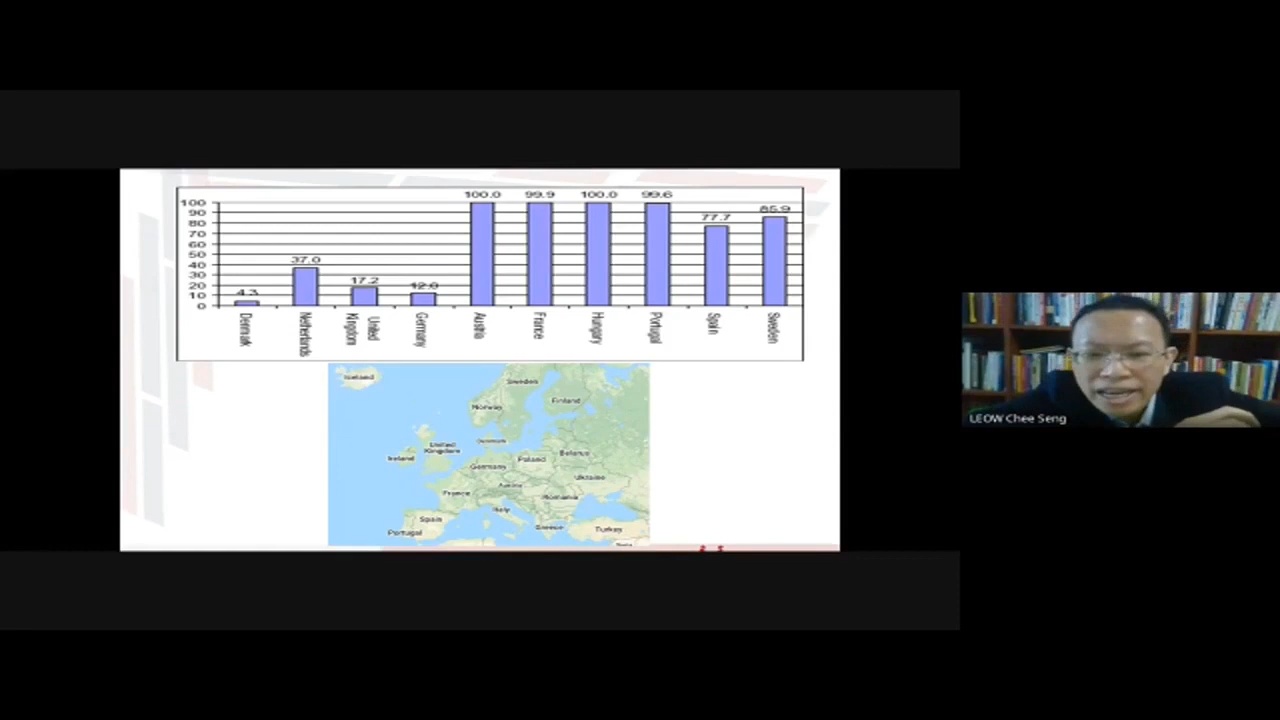 100.0 99.9 100.0 99.6
100
90
80
70
60
50
40
30
20
10
0
4.3
37.0
17.2
12.0
77.7
85.9
Denmark
Netherlands
United
Kingdom
Germany
Austria
France
Hungary
Portugal
Spain
Sweden
Iceland
Sweden
Norway
Finland
United
Kingdom
Denmark
Ireland
Germany
Poland
Belarus
Austria
Ukraine
France
Romania
Italy
Spain
Portugal
Greece
Turkey
LEOW Chee Seng